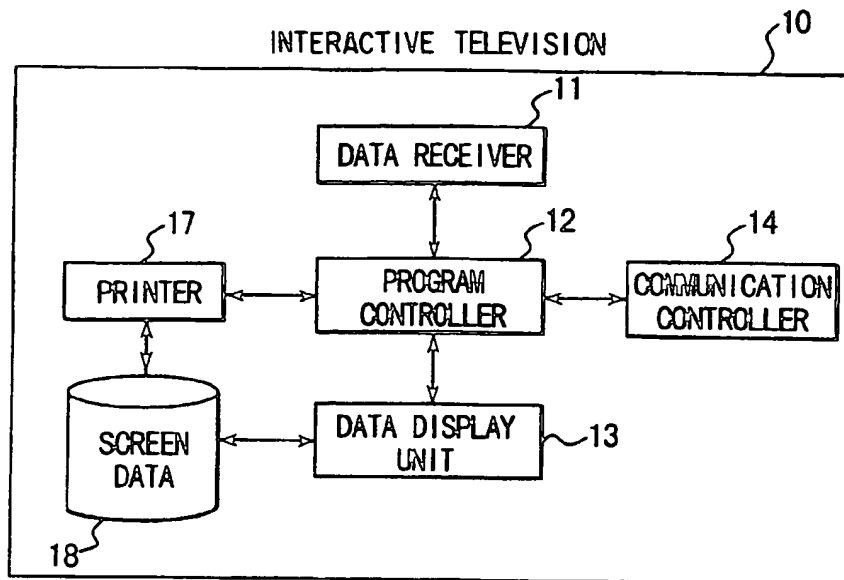 INTERACTIVE TELEVISION
10
11
DATA RECEIVER
17
12
14
PRINTER
PROGRAM
CONTROLLER
COMMUNICATION
CONTROLLER
SCREEN
DATA
DATA DISPLAY
UNIT
13
18